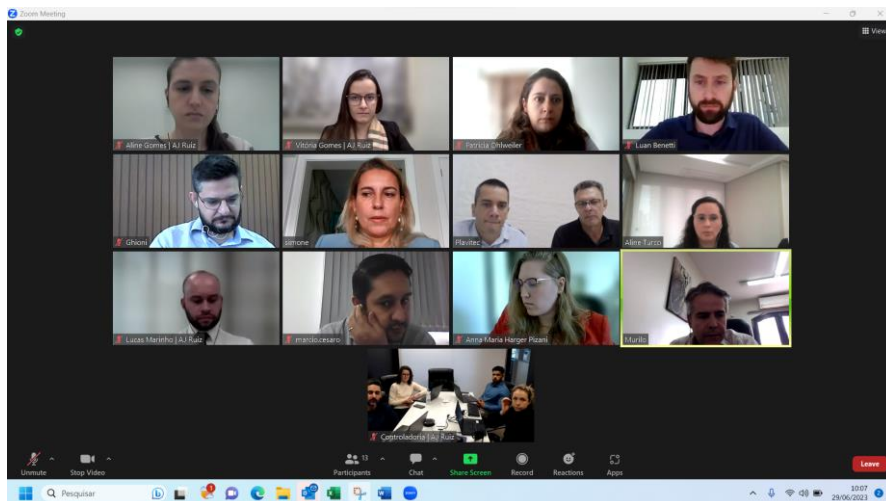 Zoom Meeting
View
Aline Gomes | AJ Ruiz
Vitória Gomes | AJ Ruiz
Patricia Ohlweiler
Luan Benetti
Ghioni
simone
Flavitec
Aline Turco
Lucas Marinho | AJ Ruiz
marcio.cesaro
Anna Maria Harger Pizani
Murilo
Controladoria | AJ Ruiz
Unmute
Stop Video
13
Participants
Chat
Share Screen
Record
Reactions
Apps
Leave
Pesquisar
10:07
29/06/2023